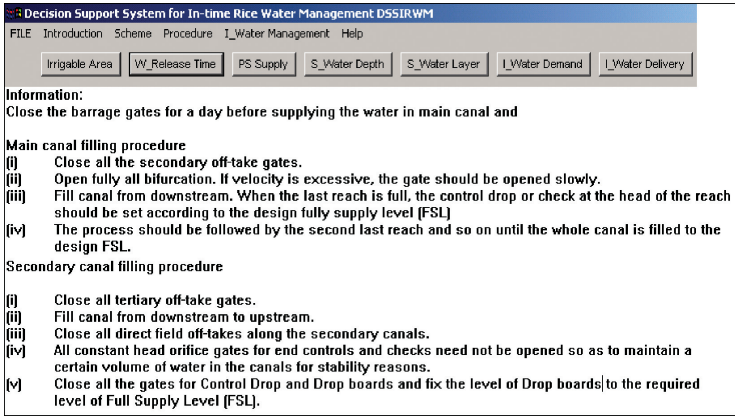 Decision Support System for In-time Rice Water Management DSSIRWM
FILE Introduction Scheme Procedure I_Water Management Help
Irrigable Area W_Release Time PS Supply S_Water Depth S_Water Layer I_Water Demand I_Water Delivery
Information:
Close the barrage gates for a day before supplying the water in main canal and
Main canal filling procedure
(i) Close all the secondary off-take gates.
(ii) Open fully all bifurcation. If velocity is excessive, the gate should be opened slowly.
(iii) Fill canal from downstream. When the last reach is full, the control drop or check at the head of the reach
should be set according to the design fully supply level (FSL)
(iv) The process should be followed by the second last reach and so on until the whole canal is filled to the
design FSL.
Secondary canal filling procedure
(i) Close all tertiary off-take gates.
(ii) Fill canal from downstream to upstream.
(iii) Close all direct field off-takes along the secondary canals.
(iv) All constant head orifice gates for end controls and checks need not be opened so as to maintain a
certain volume of water in the canals for stability reasons.
(v) Close all the gates for Control Drop and Drop boards and fix the level of Drop boards to the required
level of Full Supply Level (FSL).